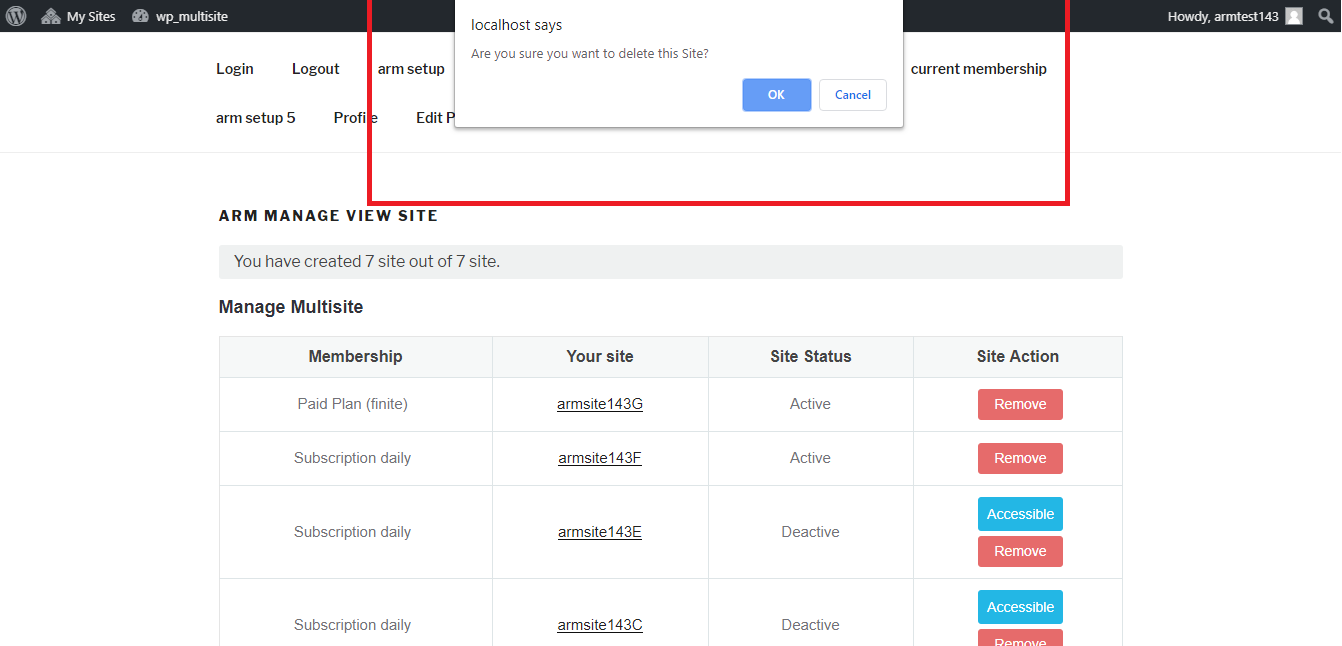 My Sites wp_multisite Howdy, armtest143
localhost says
Are you sure you want to delete this Site?
OK Cancel
Login Logout arm setup current membership
arm setup 5 Profile Edit P
ARM MANAGE VIEW SITE
You have created 7 site out of 7 site.
Manage Multisite
Membership Your site Site Status Site Action
Paid Plan (finite) armsite143G Active Remove
Subscription daily armsite143F Active Remove
Accessible
Subscription daily armsite143E Deactive
Remove
Accessible
Subscription daily armsite143C Deactive
Remove